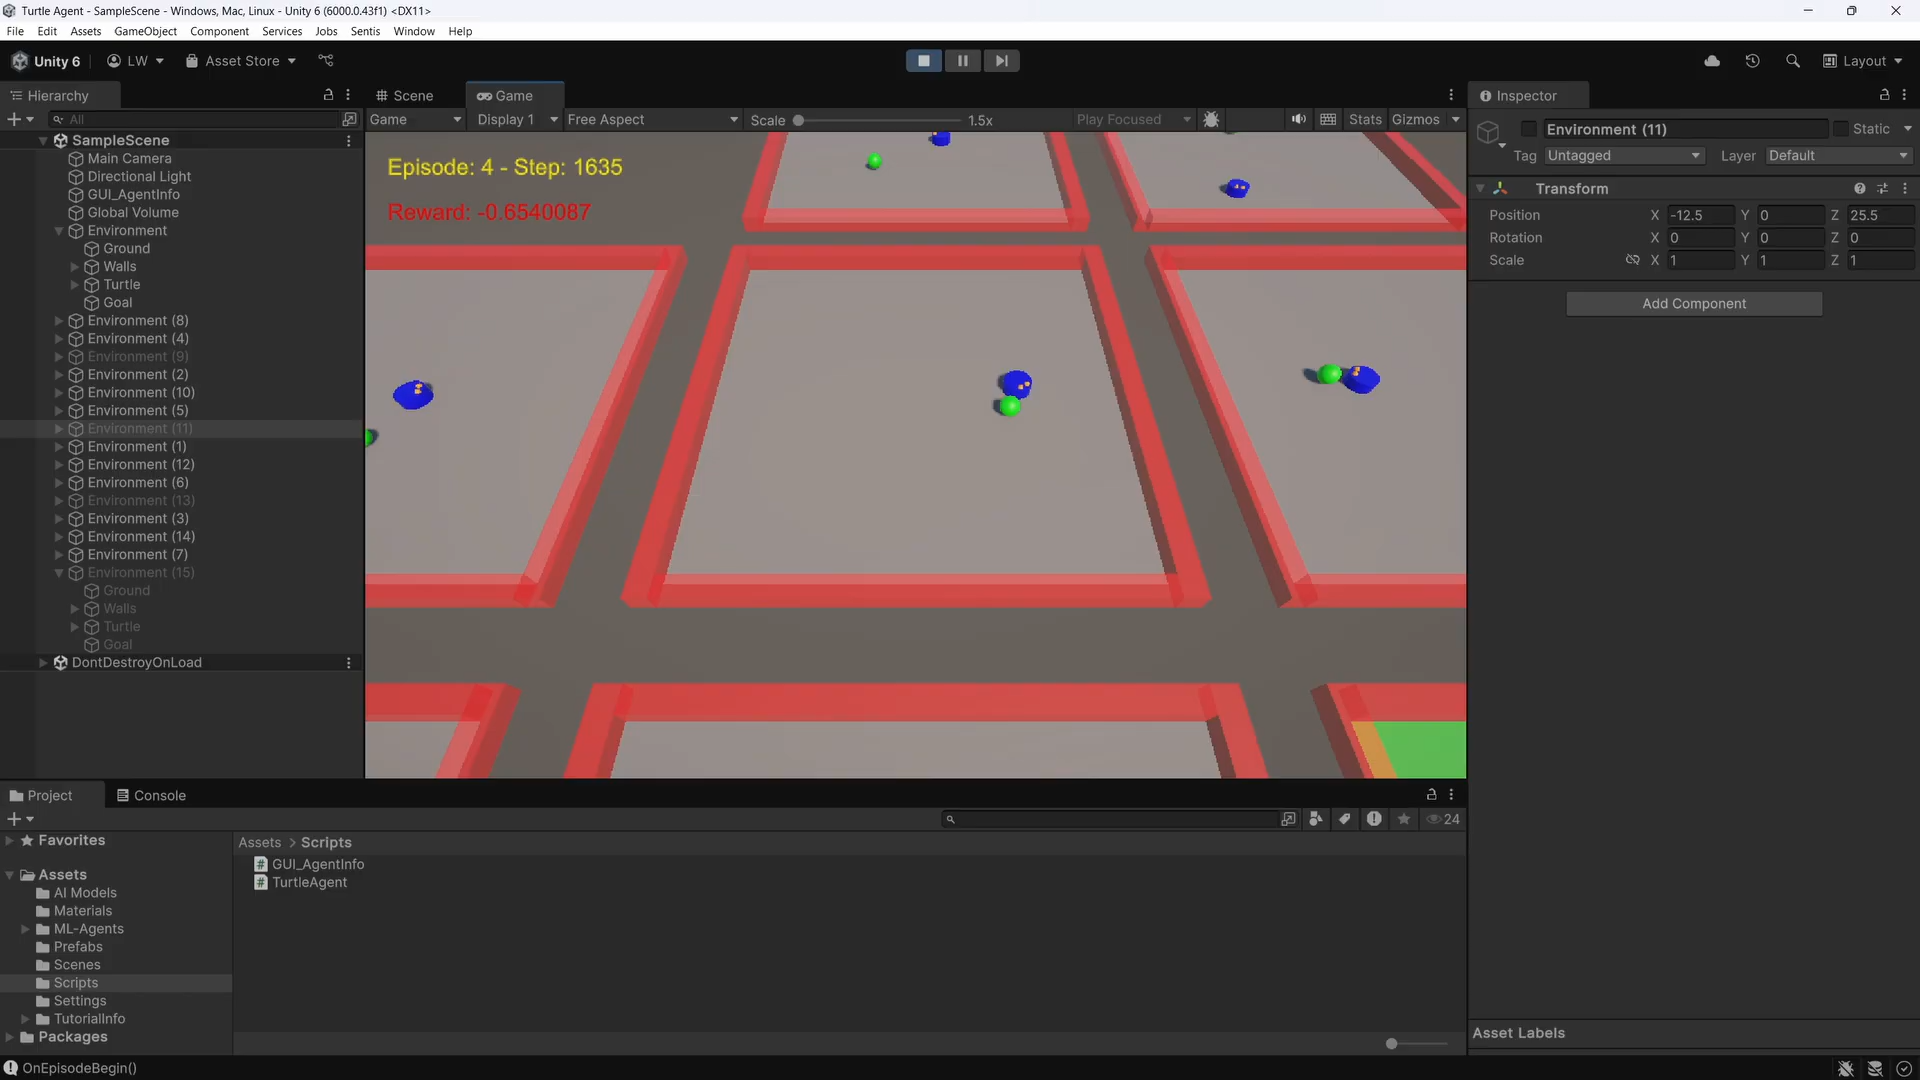 Turtle Agent - SampleScene - Windows, Mac, Linux - Unity 6 (6000.0.43f1) <DX11>
File Edit Assets GameObject Component Services Jobs Sentis Window Help
Unity 6 LW Asset Store Layout
Hierarchy
All
SampleScene
Main Camera
Directional Light
GUI_AgentInfo
Global Volume
Environment
Ground
Walls
Turtle
Goal
Environment (8)
Environment (4)
Environment (9)
Environment (2)
Environment (10)
Environment (5)
Environment (11)
Environment (1)
Environment (12)
Environment (6)
Environment (13)
Environment (3)
Environment (14)
Environment (7)
Environment (15)
Ground
Walls
Turtle
Goal
DontDestroyOnLoad
Scene Game
Game Display 1 Free Aspect Scale 1.5x Play Focused Stats Gizmos
Episode: 4 - Step: 1635
Reward: -0.6540087
Inspector
Environment (11) Static
Tag Untagged Layer Default
Transform
Position X -12.5 Y 0 Z 25.5
Rotation X 0 Y 0 Z 0
Scale X 1 Y 1 Z 1
Add Component
Asset Labels
Project Console
24
Favorites
Assets
AI Models
Materials
ML-Agents
Prefabs
Scenes
Scripts
Settings
TutorialInfo
Packages
Assets > Scripts
GUI_AgentInfo
TurtleAgent
OnEpisodeBegin()